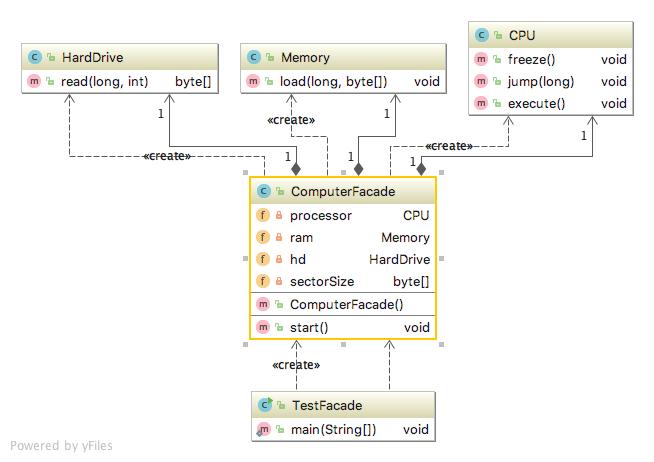 HardDrive
read(long, int) byte[]
Memory
load(long, byte[]) void
CPU
freeze() void
jump(long) void
execute() void
1
1
1
«create»
«create»
«create»
1
1
1
ComputerFacade
processor CPU
ram Memory
hd HardDrive
sectorSize byte[]
ComputerFacade()
start() void
«create»
TestFacade
main(String[]) void
Powered by yFiles